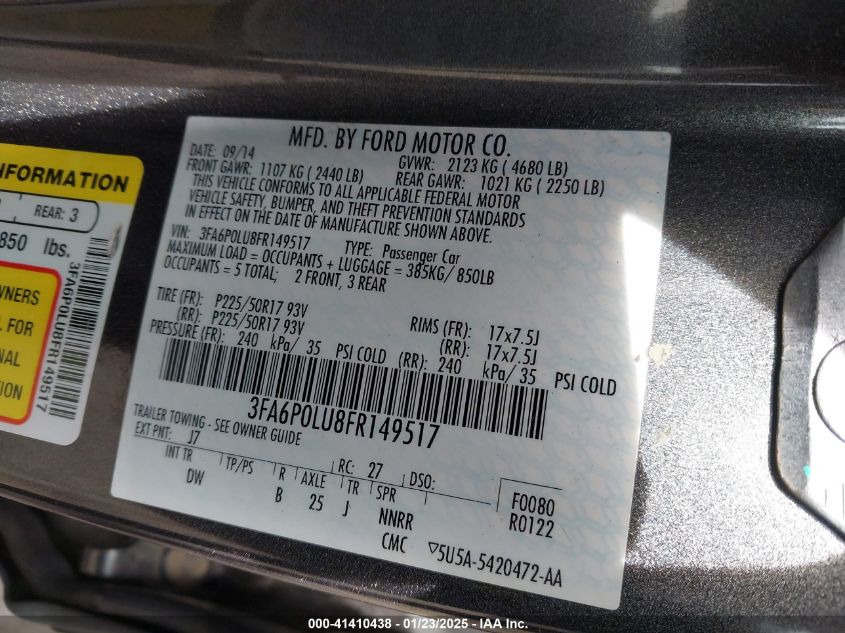 INFORMATION
REAR: 3
850 lbs.
OWNERS
FOR
3FA6P0LU8FR149517
MFD. BY FORD MOTOR CO.
DATE: 09/14 GVWR: 2123 KG ( 4680 LB)
FRONT GAWR: 1107 KG ( 2440 LB) REAR GAWR: 1021 KG ( 2250 LB)
THIS VEHICLE CONFORMS TO ALL APPLICABLE FEDERAL MOTOR
VEHICLE SAFETY, BUMPER, AND THEFT PREVENTION STANDARDS
IN EFFECT ON THE DATE OF MANUFACTURE SHOWN ABOVE.
VIN: 3FA6P0LU8FR149517 TYPE: Passenger Car
MAXIMUM LOAD = OCCUPANTS + LUGGAGE = 385KG/ 850LB
OCCUPANTS = 5 TOTAL; 2 FRONT, 3 REAR
TIRE (FR): P225/50R17 93V RIMS (FR): 17x7.5J
(RR): P225/50R17 93V (RR): 17x7.5J
PRESSURE (FR): 240 kPa/ 35 PSI COLD (RR): 240 kPa/ 35 PSI COLD
3FA6P0LU8FR149517
TRAILER TOWING - SEE OWNER GUIDE
EXT PNT: J7 RC: 27 DSO:
INT TR TP/PS R AXLE TR SPR
DW B 25 J NNRR
F0080
R0122
CMC ▽5U5A-5420472-AA
000-41410438 - 01/23/2025 - IAA Inc.